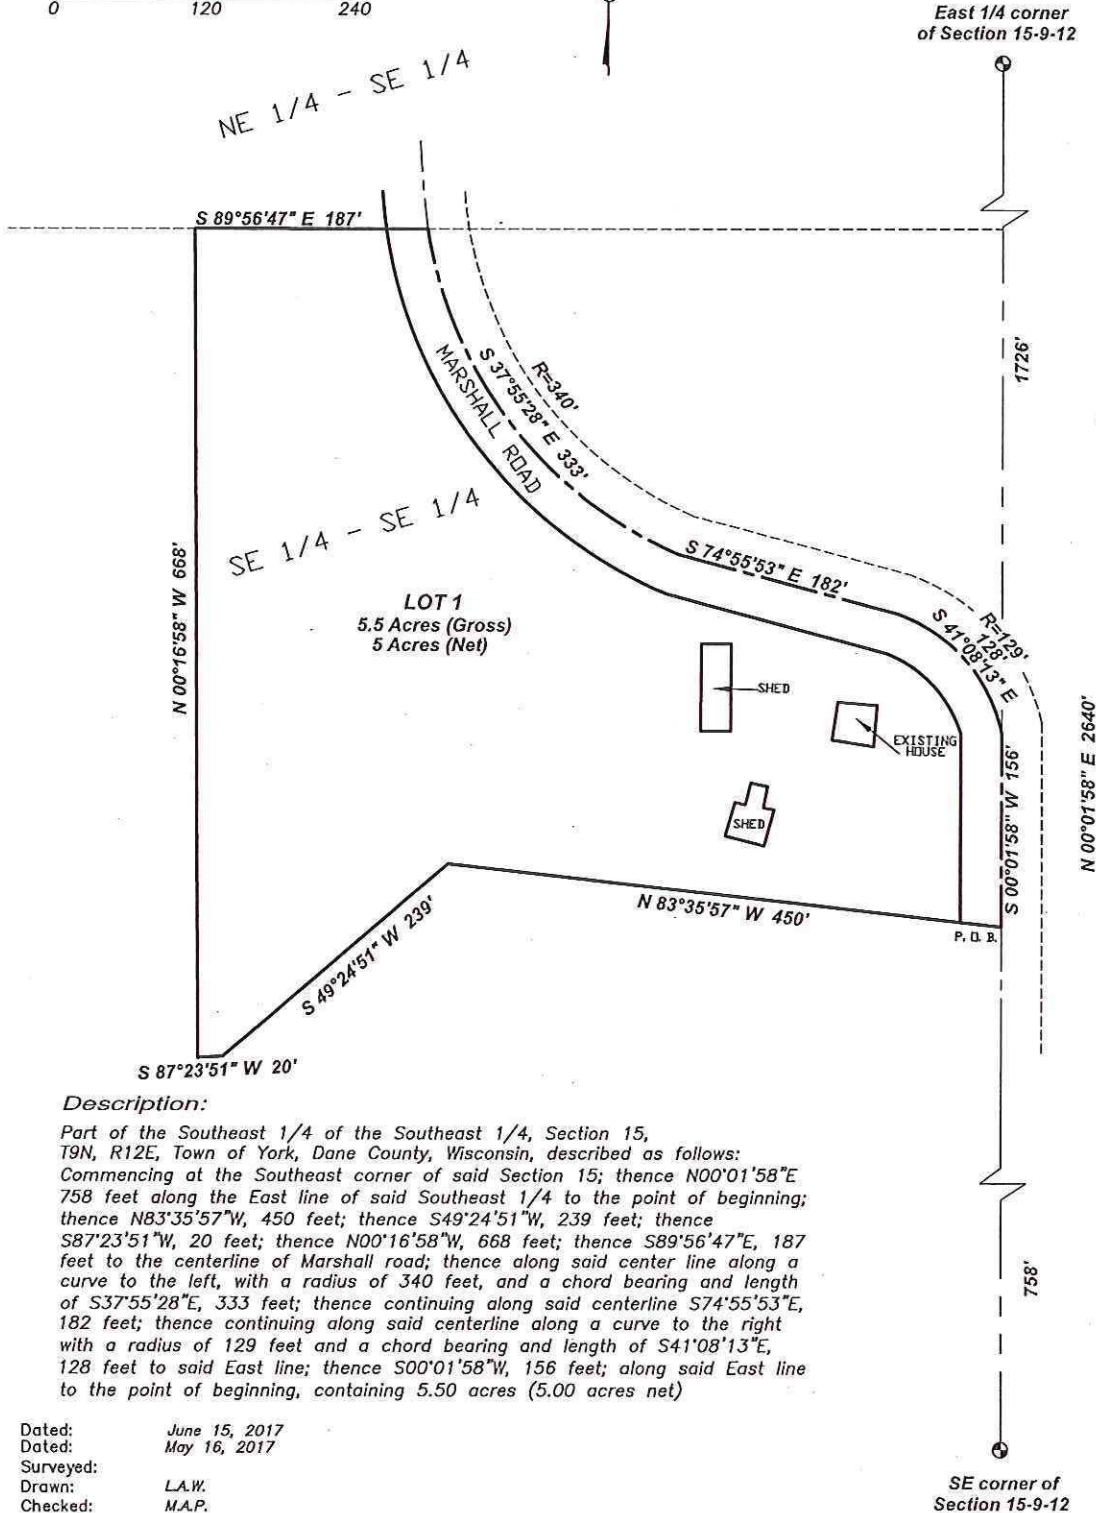 0 120 240
East 1/4 corner
of Section 15-9-12
NE 1/4 - SE 1/4
S 89°56'47" E 187'
1726'
MARSHALL ROAD
S 37°55'28" E 333'
R=340'
SE 1/4 - SE 1/4
S 74°55'53" E 182'
N 00°16'58" W 668'
LOT 1
5.5 Acres (Gross)
5 Acres (Net)
R=129'
128'
S 41°08'13" E
SHED
EXISTING
HOUSE
SHED
S 00°01'58" W 156'
N 00°01'58" E 2640'
N 83°35'57" W 450'
P.O.B.
S 49°24'51" W 239'
S 87°23'51" W 20'
Description:
Part of the Southeast 1/4 of the Southeast 1/4, Section 15,
T9N, R12E, Town of York, Dane County, Wisconsin, described as follows:
Commencing at the Southeast corner of said Section 15; thence N00°01'58"E
758 feet along the East line of said Southeast 1/4 to the point of beginning;
thence N83°35'57"W, 450 feet; thence S49°24'51"W, 239 feet; thence
S87°23'51"W, 20 feet; thence N00°16'58"W, 668 feet; thence S89°56'47"E, 187
feet to the centerline of Marshall road; thence along said center line along a
curve to the left, with a radius of 340 feet, and a chord bearing and length
of S37°55'28"E, 333 feet; thence continuing along said centerline S74°55'53"E,
182 feet; thence continuing along said centerline along a curve to the right
with a radius of 129 feet and a chord bearing and length of S41°08'13"E,
128 feet to said East line; thence S00°01'58"W, 156 feet; along said East line
to the point of beginning, containing 5.50 acres (5.00 acres net)
758'
Dated: June 15, 2017
Dated: May 16, 2017
Surveyed:
Drawn: L.A.W.
Checked: M.A.P.
SE corner of
Section 15-9-12